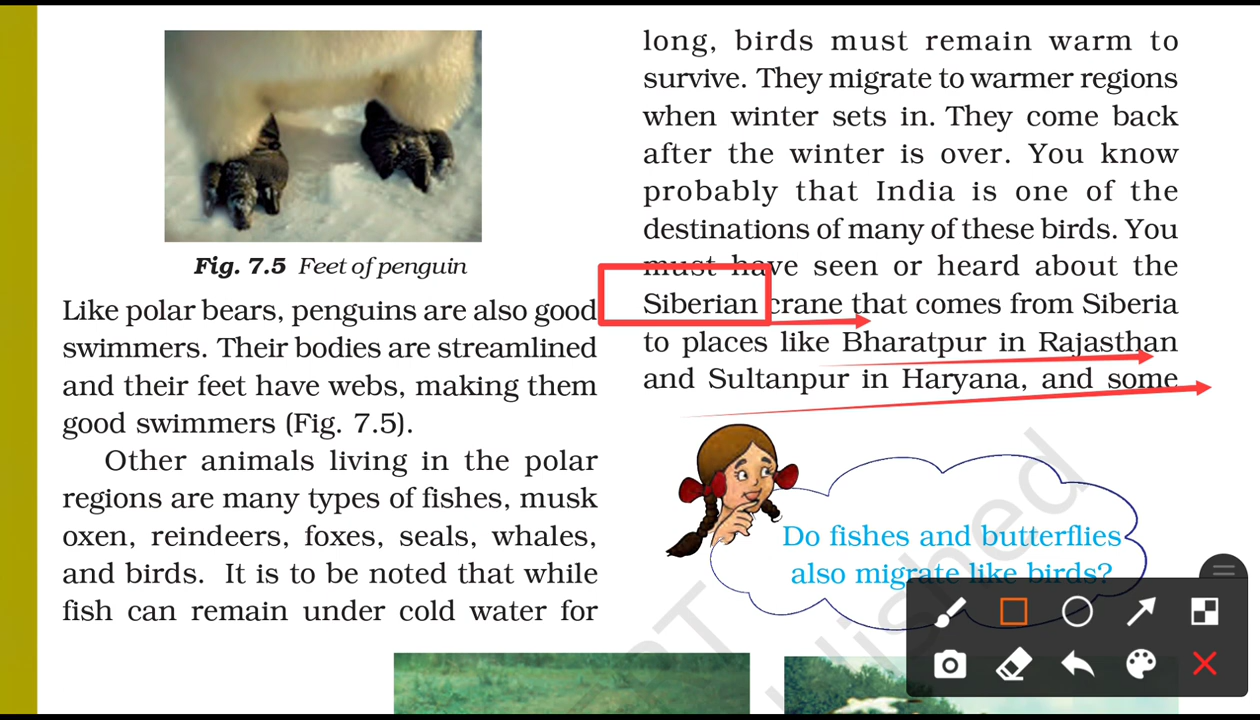 Fig. 7.5 Feet of penguin
Like polar bears, penguins are also good
swimmers. Their bodies are streamlined
and their feet have webs, making them
good swimmers (Fig. 7.5).
Other animals living in the polar
regions are many types of fishes, musk
oxen, reindeers, foxes, seals, whales,
and birds. It is to be noted that while
fish can remain under cold water for
long, birds must remain warm to
survive. They migrate to warmer regions
when winter sets in. They come back
after the winter is over. You know
probably that India is one of the
destinations of many of these birds. You
must have seen or heard about the
Siberian crane that comes from Siberia
to places like Bharatpur in Rajasthan
and Sultanpur in Haryana, and some
Do fishes and butterflies
also migrate like birds?